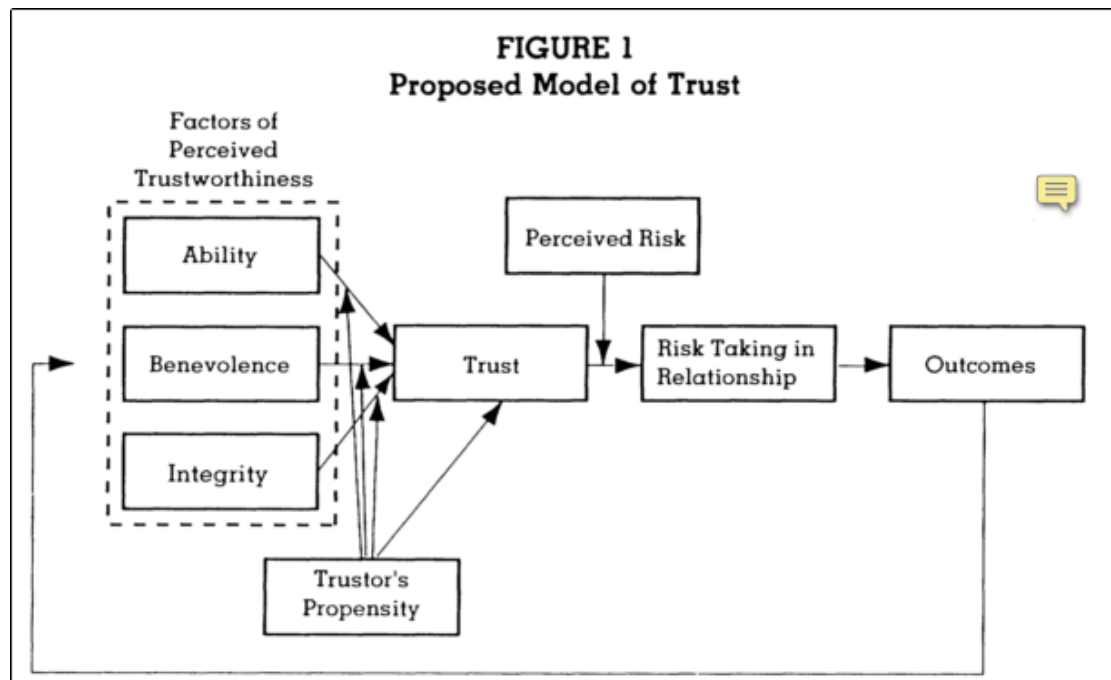 FIGURE 1
Proposed Model of Trust
Factors of
Perceived
Trustworthiness
Ability
Benevolence
Integrity
Trustor's
Propensity
Trust
Perceived Risk
Risk Taking in
Relationship
Outcomes